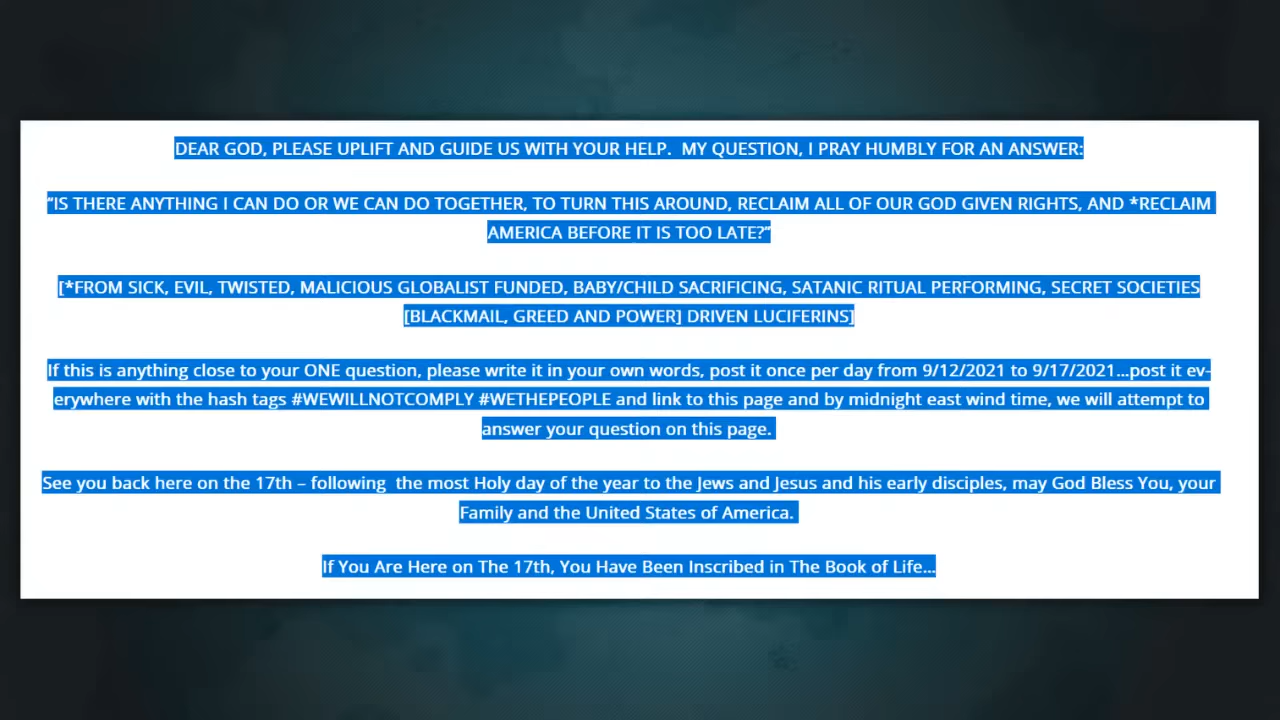 DEAR GOD, PLEASE UPLIFT AND GUIDE US WITH YOUR HELP.  MY QUESTION, I PRAY HUMBLY FOR AN ANSWER:
“IS THERE ANYTHING I CAN DO OR WE CAN DO TOGETHER, TO TURN THIS AROUND, RECLAIM ALL OF OUR GOD GIVEN RIGHTS, AND *RECLAIM
AMERICA BEFORE IT IS TOO LATE?”
[*FROM SICK, EVIL, TWISTED, MALICIOUS GLOBALIST FUNDED, BABY/CHILD SACRIFICING, SATANIC RITUAL PERFORMING, SECRET SOCIETIES
[BLACKMAIL, GREED AND POWER] DRIVEN LUCIFERINS]
If this is anything close to your ONE question, please write it in your own words, post it once per day from 9/12/2021 to 9/17/2021...post it ev-
erywhere with the hash tags #WEWILLNOTCOMPLY #WETHEPEOPLE and link to this page and by midnight east wind time, we will attempt to
answer your question on this page.
See you back here on the 17th – following  the most Holy day of the year to the Jews and Jesus and his early disciples, may God Bless You, your
Family and the United States of America.
If You Are Here on The 17th, You Have Been Inscribed in The Book of Life...